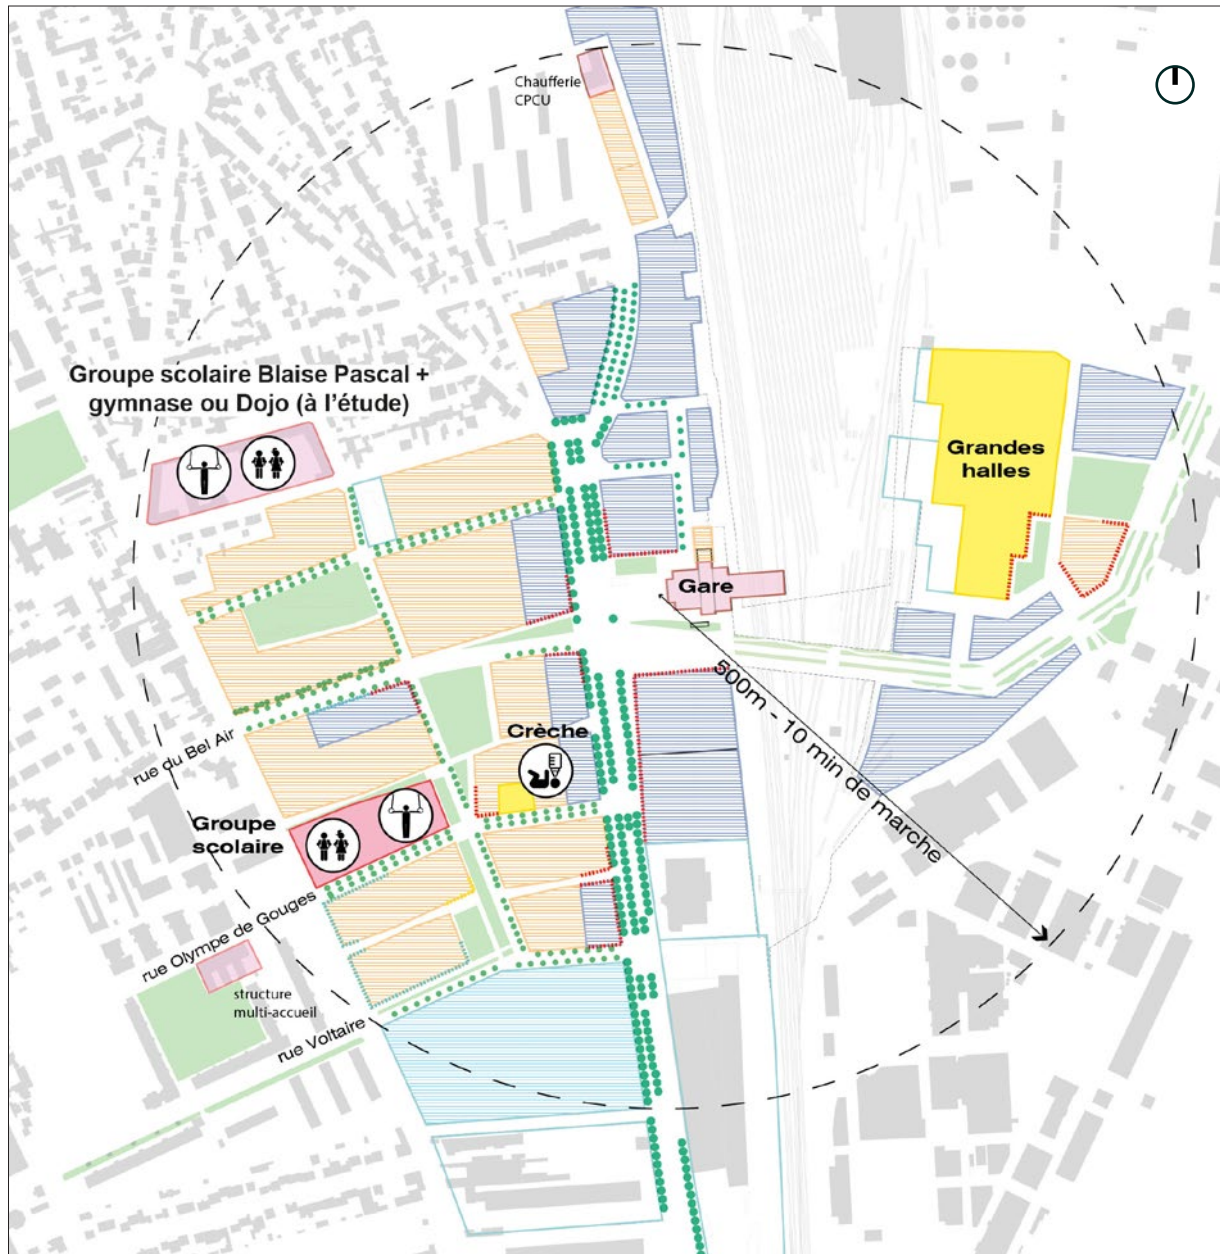 Chaufferie
CPCU
Groupe scolaire Blaise Pascal +
gymnase ou Dojo (à l'étude)
Grandes
halles
Gare
500m - 10 min de marche
Crèche
rue du Bel Air
Groupe
scolaire
rue Olympe de Gouges
structure
multi-accueil
rue Voltaire